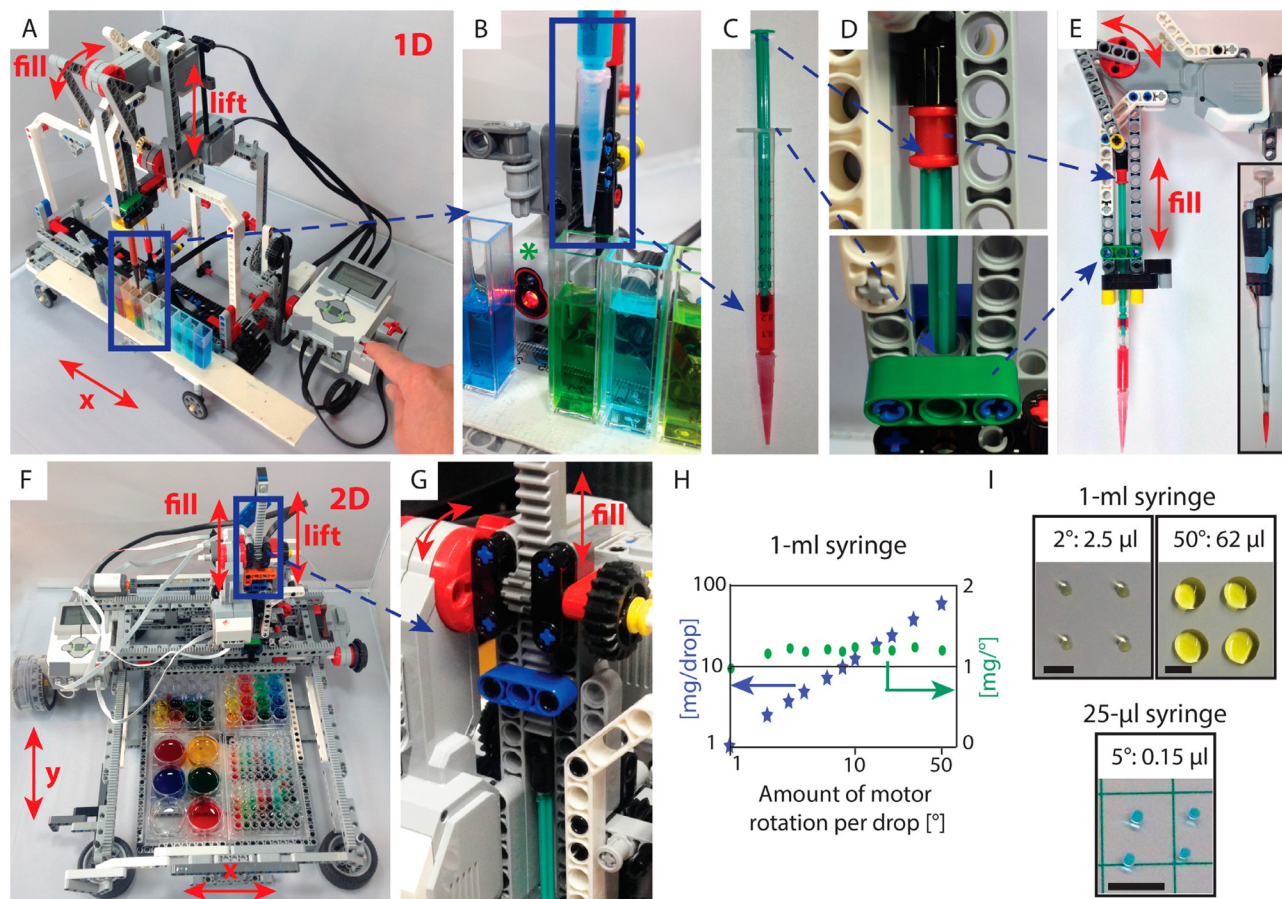 A
1D
fill
lift
x
B
*
C
D
E
fill
F
2D
fill
lift
y
x
G
fill
H
1-ml syringe
100
10
1
[mg/drop]
2
1
0
[mg/°]
1
10
50
Amount of motor
rotation per drop [°]
I
1-ml syringe
2°: 2.5 µl
50°: 62 µl
25-µl syringe
5°: 0.15 µl